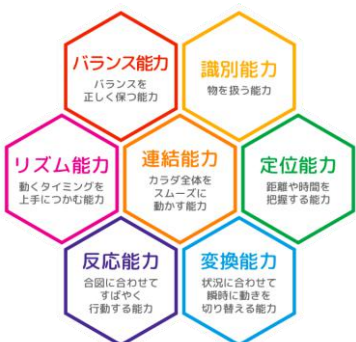 バランス能力
バランスを
正しく保つ能力
識別能力
物を扱う能力
リズム能力
動くタイミングを
上手につかむ能力
連結能力
カラダ全体を
スムーズに
動かす能力
定位能力
距離や時間を
把握する能力
反応能力
合図に合わせて
すばやく
行動する能力
変換能力
状況に合わせて
瞬時に動きを
切り替える能力